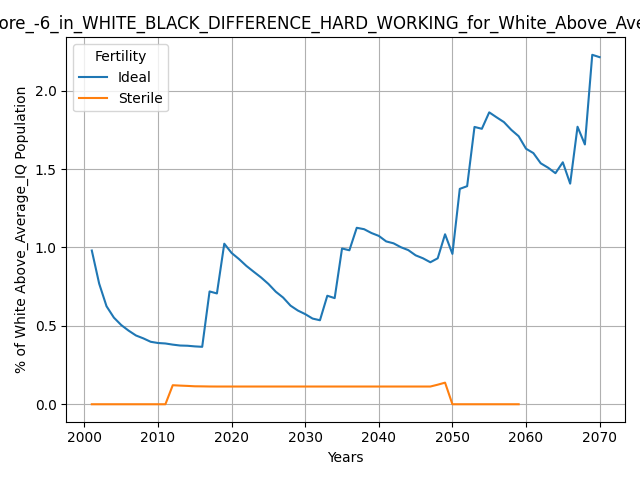 ore_-6_in_WHITE_BLACK_DIFFERENCE_HARD_WORKING_for_White_Above_Ave
Fertility
Ideal
Sterile
% of White Above_Average_IQ Population
2.0
1.5
1.0
0.5
0.0
2000 2010 2020 2030 2040 2050 2060 2070
Years